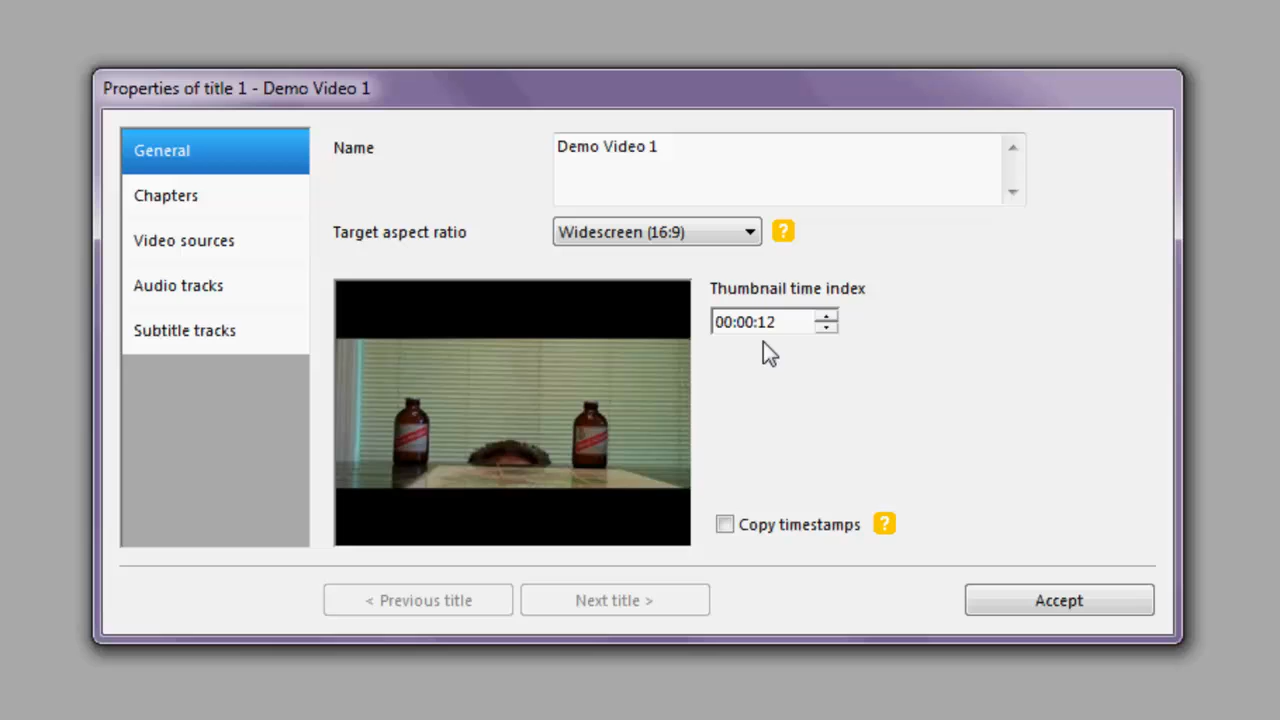 Properties of title 1 - Demo Video 1
General
Chapters
Video sources
Audio tracks
Subtitle tracks
Name
Demo Video 1
Target aspect ratio
Widescreen (16:9)
?
Thumbnail time index
00:00:12
Copy timestamps
?
< Previous title
Next title >
Accept